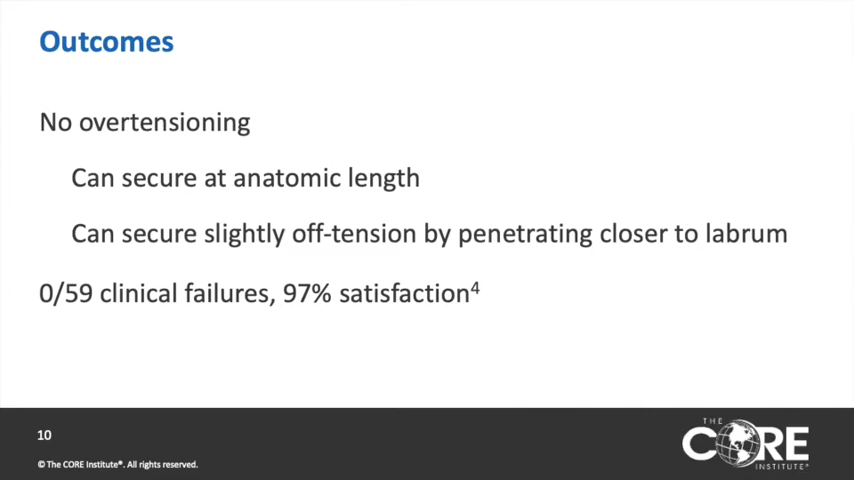 Outcomes
No overtensioning
Can secure at anatomic length
Can secure slightly off-tension by penetrating closer to labrum
0/59 clinical failures, 97% satisfaction⁴
10
© The CORE Institute®. All rights reserved.
THE
CORE
INSTITUTE®